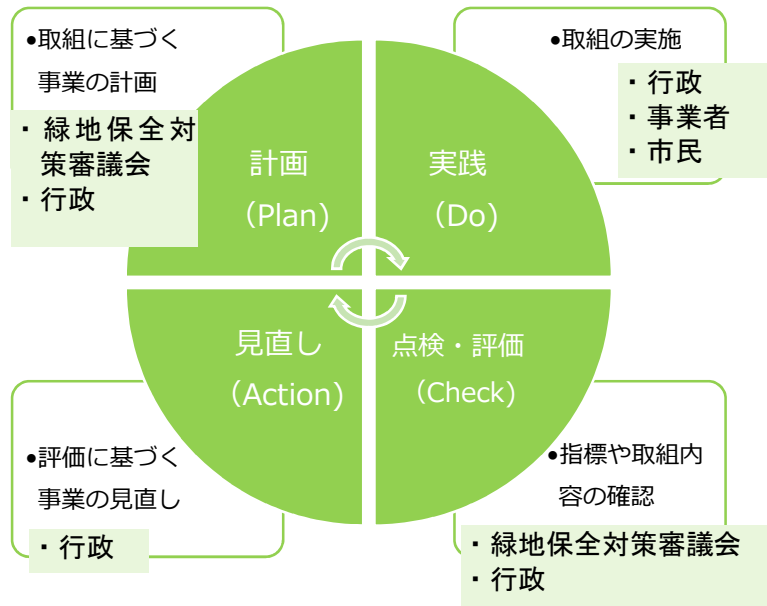 •取組に基づく
事業の計画
・緑地保全対
策審議会
・行政
計画
（Plan)
•取組の実施
・行政
・事業者
・市民
実践
（Do）
見直し
（Action)
•評価に基づく
事業の見直し
・行政
点検・評価
（Check）
•指標や取組内
容の確認
・緑地保全対策審議会
・行政